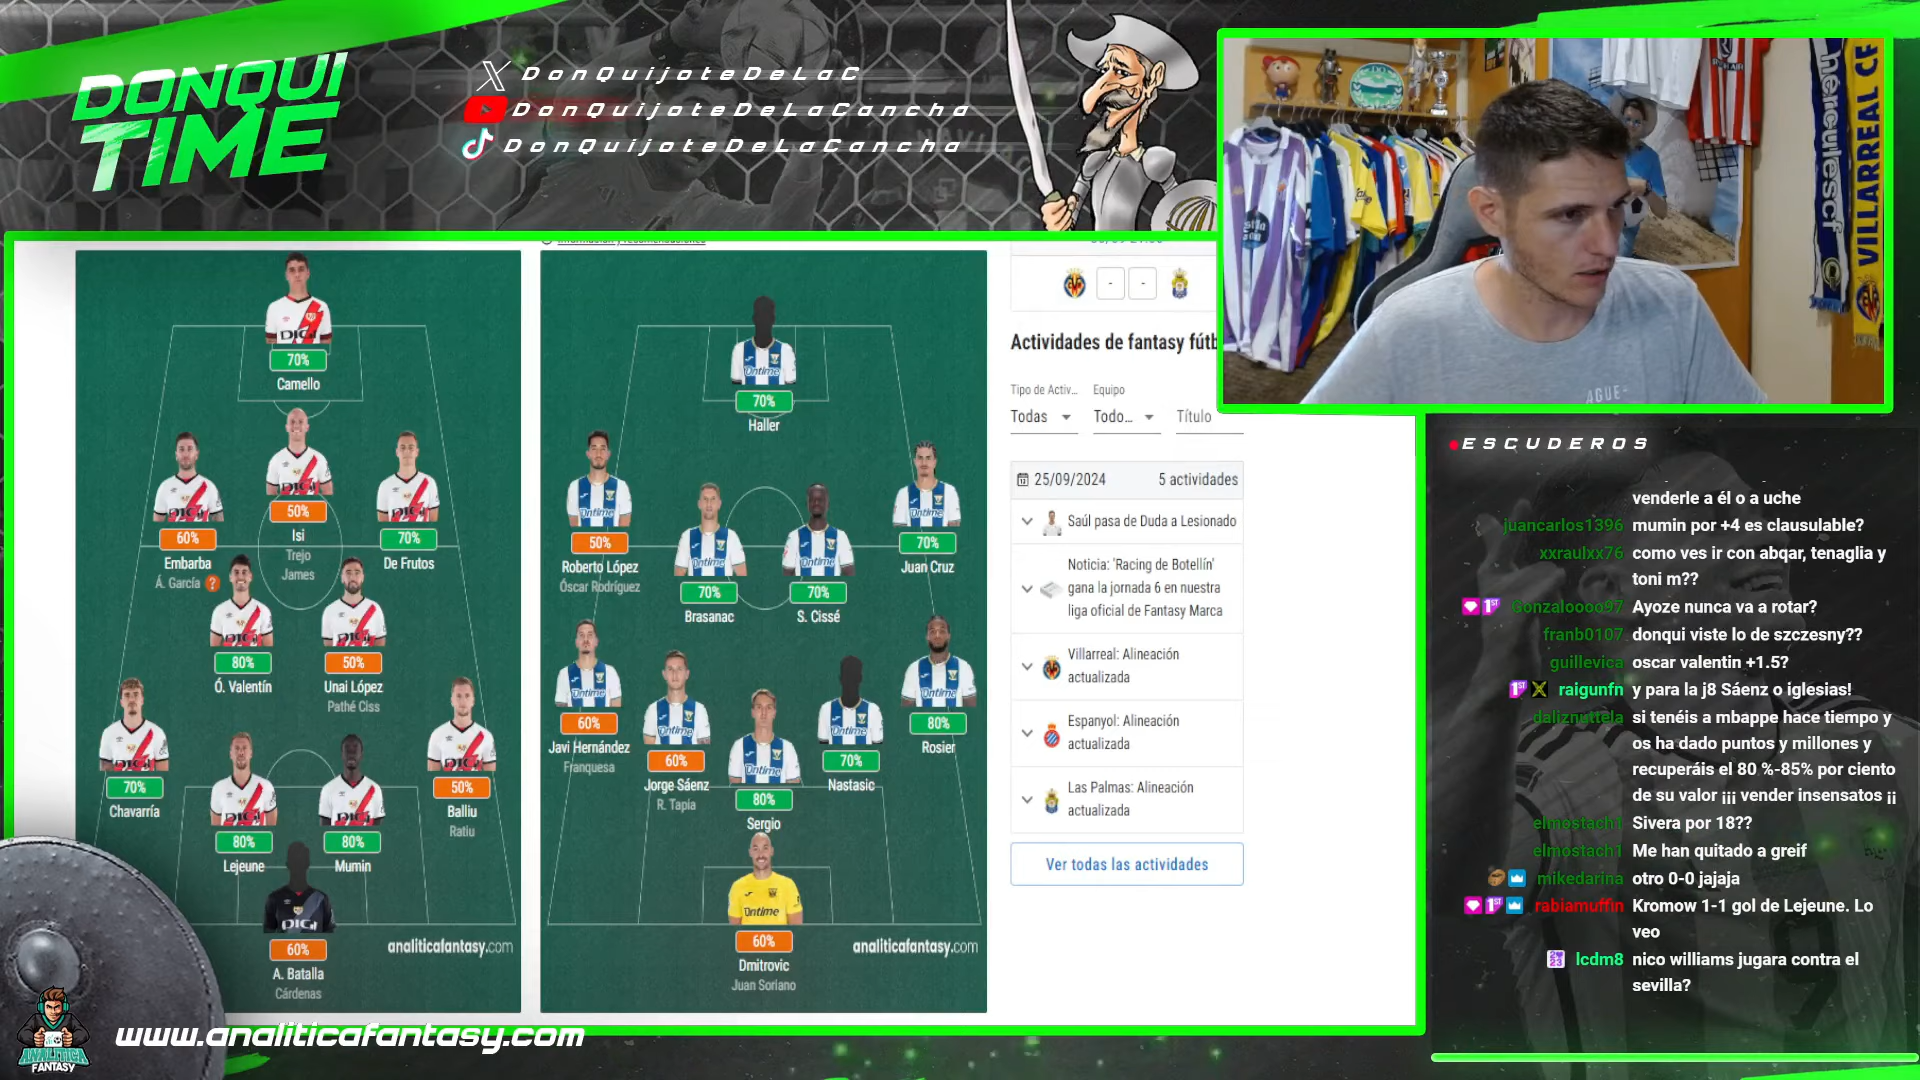 DONQUI
TIME
DonQuijoteDeLaC
DonQuijoteDeLaCancha
DonQuijoteDeLaCancha
héréulescf
VILLARREAL CF
70%
Camello
60%
Embarba
Á. García
50%
Isi
Trejo
James
70%
De Frutos
80%
Ó. Valentín
50%
Unai López
Pathé Ciss
70%
Chavarría
80%
Lejeune
80%
Mumin
50%
Balliu
Ratiu
60%
A. Batalla
Cárdenas
analiticafantasy.com
70%
Haller
50%
Roberto López
Óscar Rodríguez
70%
Brasanac
70%
S. Cissé
70%
Juan Cruz
60%
Javi Hernández
Franquesa
60%
Jorge Sáenz
R. Tapia
80%
Sergio
70%
Nastasic
80%
Rosier
60%
Dmitrovic
Juan Soriano
analiticafantasy.com
- -
Actividades de fantasy fútb
Tipo de Activ... Equipo
Todas Todo... Título
25/09/2024 5 actividades
Saúl pasa de Duda a Lesionado
Noticia: 'Racing de Botellín'
gana la jornada 6 en nuestra
liga oficial de Fantasy Marca
Villarreal: Alineación
actualizada
Espanyol: Alineación
actualizada
Las Palmas: Alineación
actualizada
Ver todas las actividades
ESCUDEROS
venderle a él o a uche
juancarlos1396 mumin por +4 es clausulable?
xxraulxx76 como ves ir con abqar, tenaglia y
toni m??
Gonzaloooo97 Ayoze nunca va a rotar?
franb0107 donqui viste lo de szczesny??
guillevica oscar valentin +1.5?
raigunfn y para la j8 Sáenz o iglesias!
daliznuttela si tenéis a mbappe hace tiempo y
os ha dado puntos y millones y
recuperáis el 80 %-85% por ciento
de su valor ¡¡¡ vender insensatos ¡¡
elmostach1 Sivera por 18??
elmostach1 Me han quitado a greif
mikedarina otro 0-0 jajaja
rabiamuffin Kromow 1-1 gol de Lejeune. Lo
veo
lcdm8 nico williams jugara contra el
sevilla?
ANALITICA
FANTASY
www.analiticafantasy.com